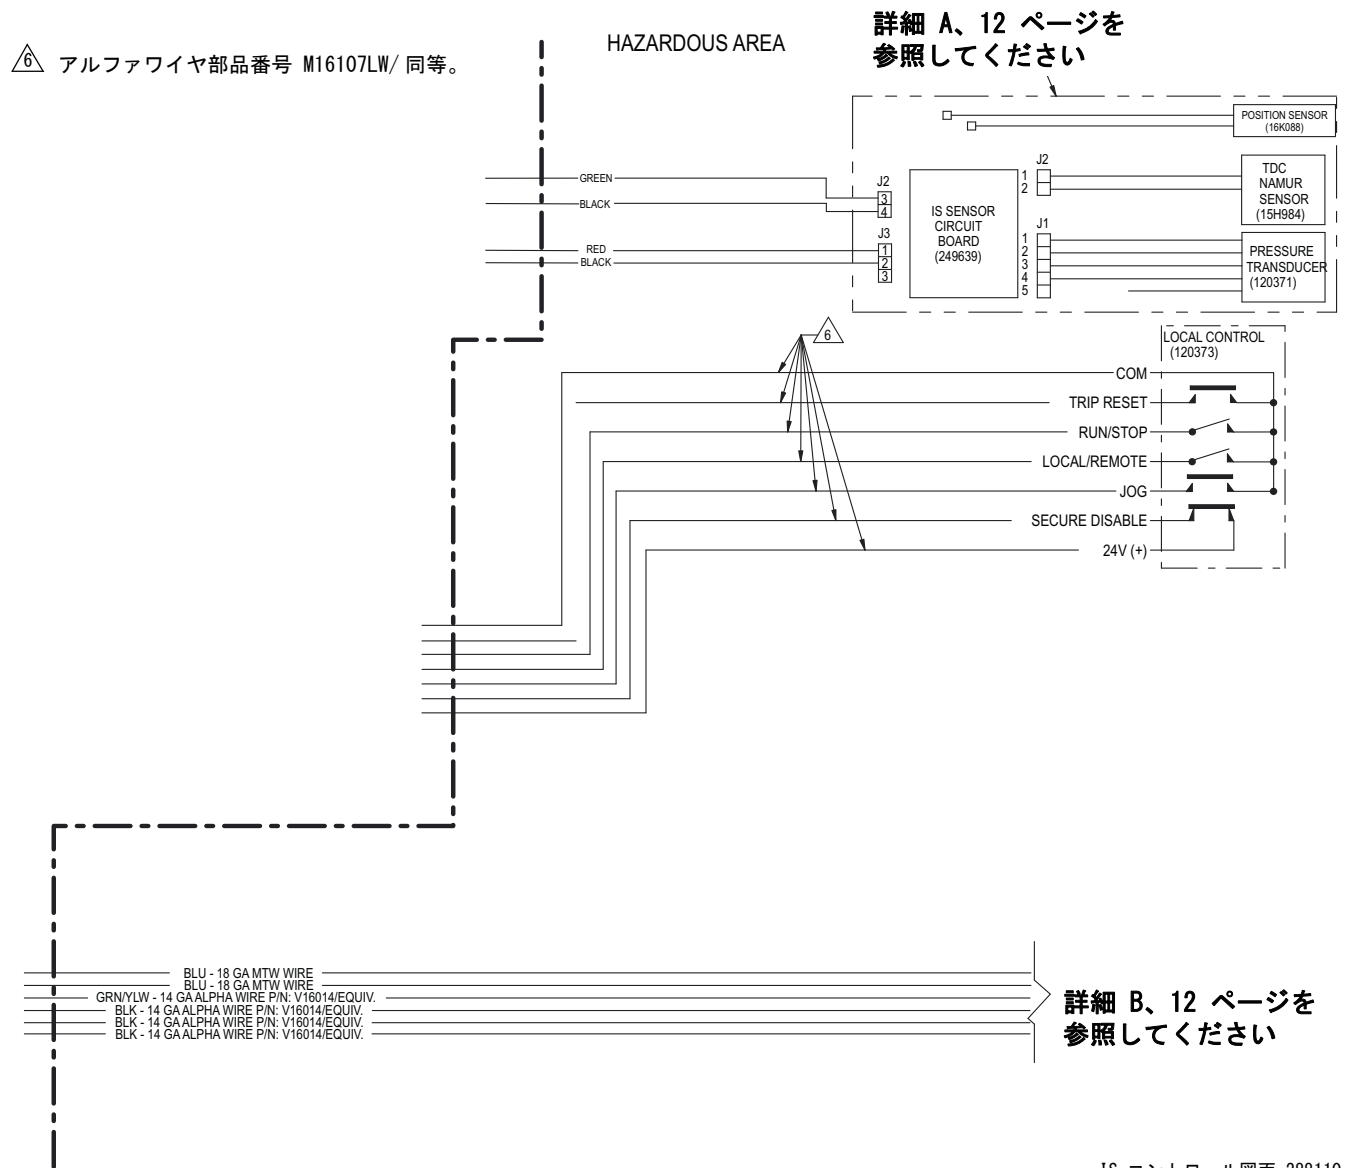 6 アルファワイヤ部品番号 M16107LW/同等。
HAZARDOUS AREA
詳細 A、12 ページを
参照してください
POSITION SENSOR
(16K088)
GREEN
BLACK
RED
BLACK
J2
3
4
J3
1
2
3
IS SENSOR
CIRCUIT
BOARD
(249639)
J2
1
2
J1
1
2
3
4
5
TDC
NAMUR
SENSOR
(15H984)
PRESSURE
TRANSDUCER
(120371)
6
LOCAL CONTROL
(120373)
COM
TRIP RESET
RUN/STOP
LOCAL/REMOTE
JOG
SECURE DISABLE
24V (+)
BLU - 18 GA MTW WIRE
BLU - 18 GA MTW WIRE
GRN/YLW - 14 GA ALPHA WIRE P/N: V16014/EQUIV.
BLK - 14 GA ALPHA WIRE P/N: V16014/EQUIV.
BLK - 14 GA ALPHA WIRE P/N: V16014/EQUIV.
BLK - 14 GA ALPHA WIRE P/N: V16014/EQUIV.
詳細 B、12 ページを
参照してください